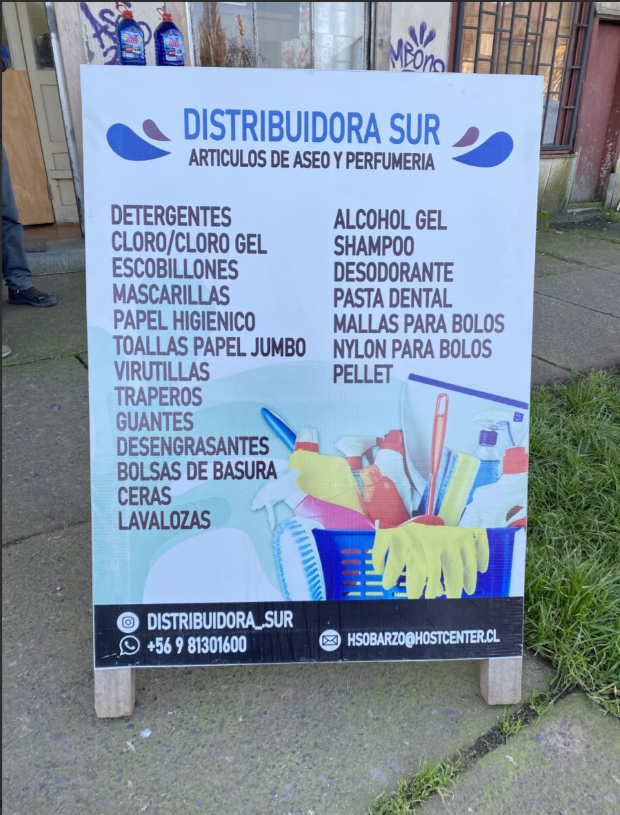 DISTRIBUIDORA SUR
ARTICULOS DE ASEO Y PERFUMERIA
DETERGENTES
CLORO/CLORO GEL
ESCOBILLONES
MASCARILLAS
PAPEL HIGIENICO
TOALLAS PAPEL JUMBO
VIRUTILLAS
TRAPEROS
GUANTES
DESENGRASANTES
BOLSAS DE BASURA
CERAS
LAVALOZAS
ALCOHOL GEL
SHAMPOO
DESODORANTE
PASTA DENTAL
MALLAS PARA BOLOS
NYLON PARA BOLOS
PELLET
DISTRIBUIDORA_SUR
+56 9 81301600
HSOBARZO@HOSTCENTER.CL